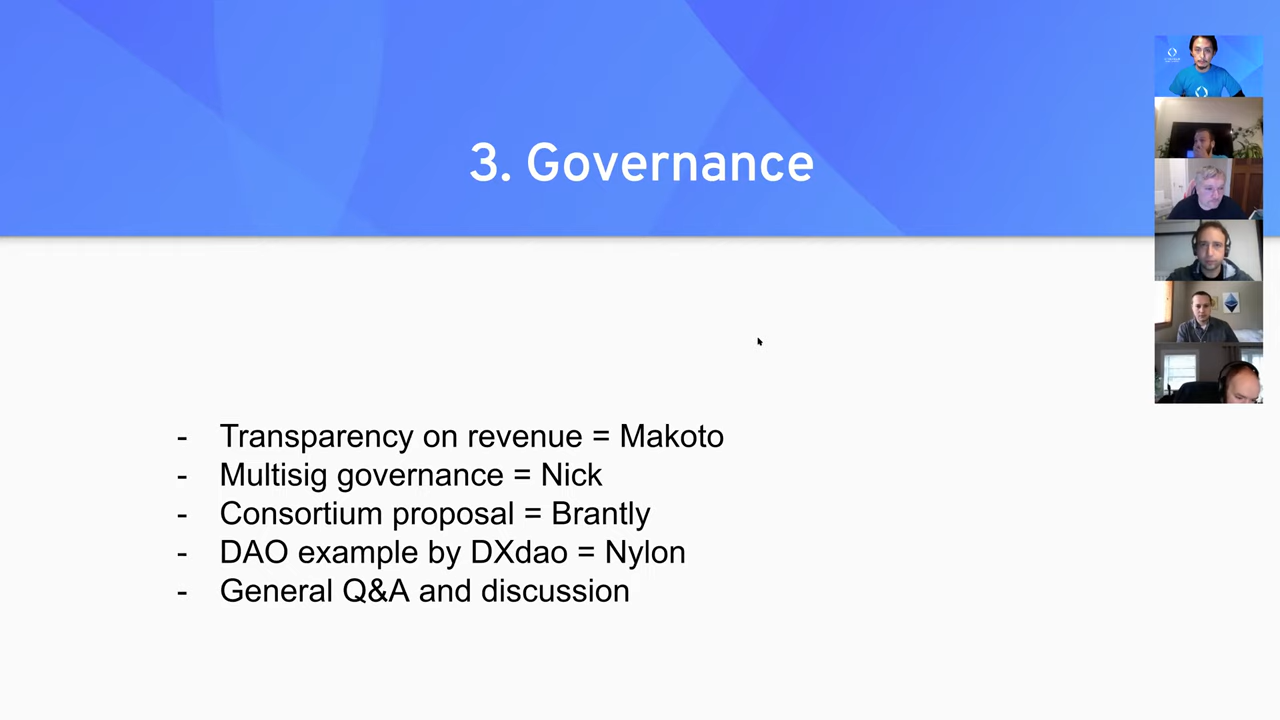 3. Governance
- Transparency on revenue = Makoto
- Multisig governance = Nick
- Consortium proposal = Brantly
- DAO example by DXdao = Nylon
- General Q&A and discussion